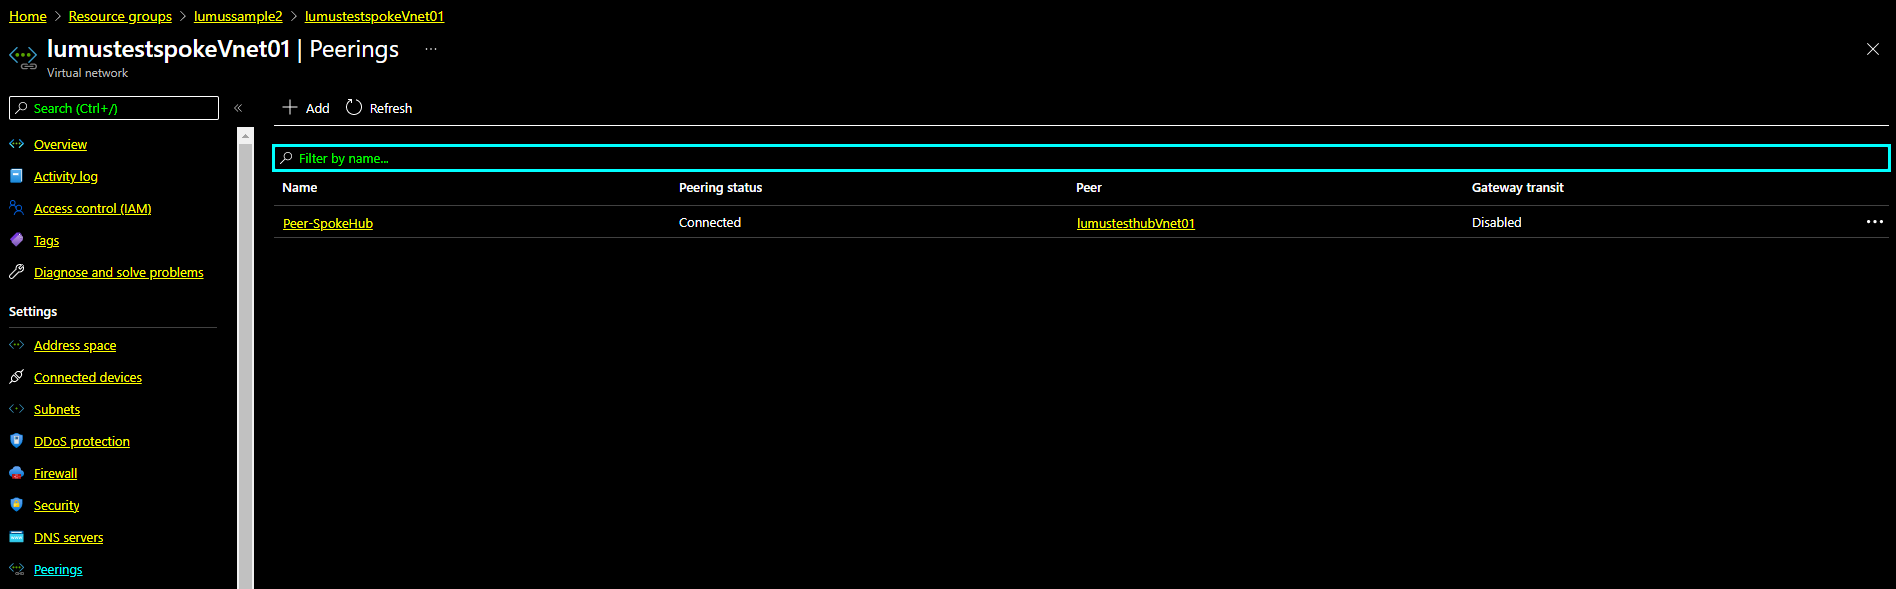 Home > Resource groups > lumussample2 > lumustestspokeVnet01
lumustestspokeVnet01 | Peerings ...
Virtual network
Search (Ctrl+/) «
Add Refresh
Overview
Activity log
Access control (IAM)
Tags
Diagnose and solve problems
Settings
Address space
Connected devices
Subnets
DDoS protection
Firewall
Security
DNS servers
Peerings
Filter by name...
Name Peering status Peer Gateway transit
Peer-SpokeHub Connected lumustesthubVnet01 Disabled ...